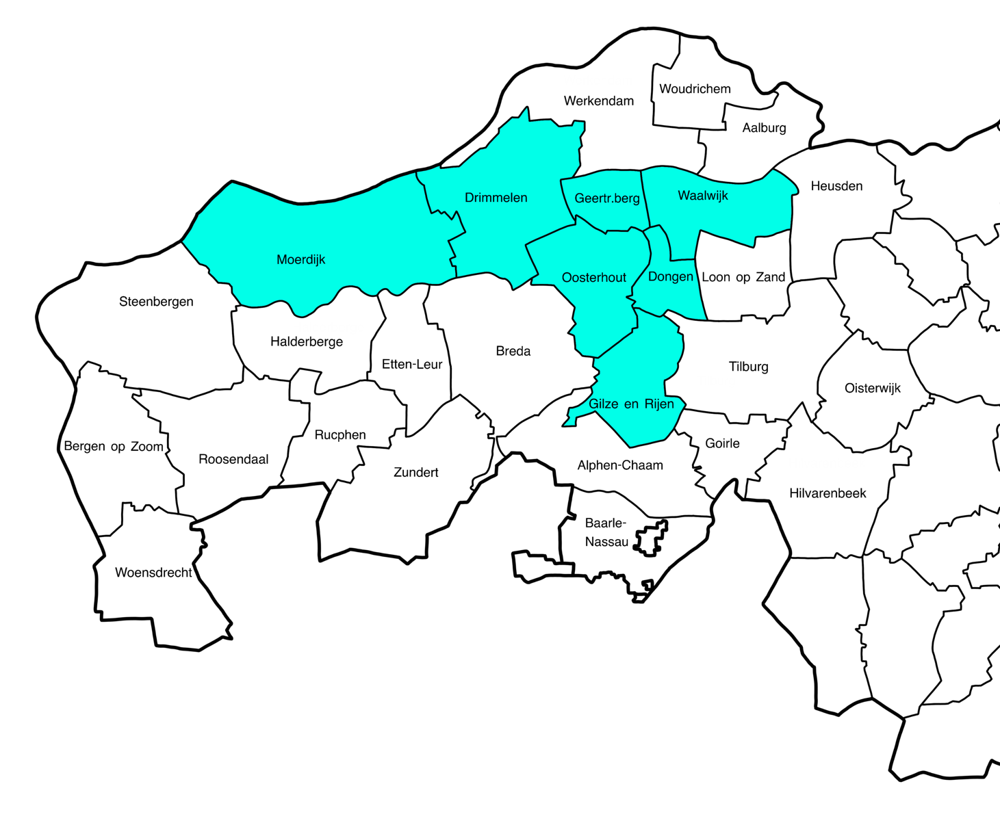 Woudrichem
Werkendam
Aalburg
Heusden
Drimmelen
Geertr.berg
Waalwijk
Moerdijk
Oosterhout
Dongen
Loon op Zand
Steenbergen
Halderberge
Breda
Etten-Leur
Tilburg
Oisterwijk
Gilze en Rijen
Rucphen
Goirle
Bergen op Zoom
Roosendaal
Alphen-Chaam
Zundert
Hilvarenbeek
Baarle-
Nassau
Woensdrecht